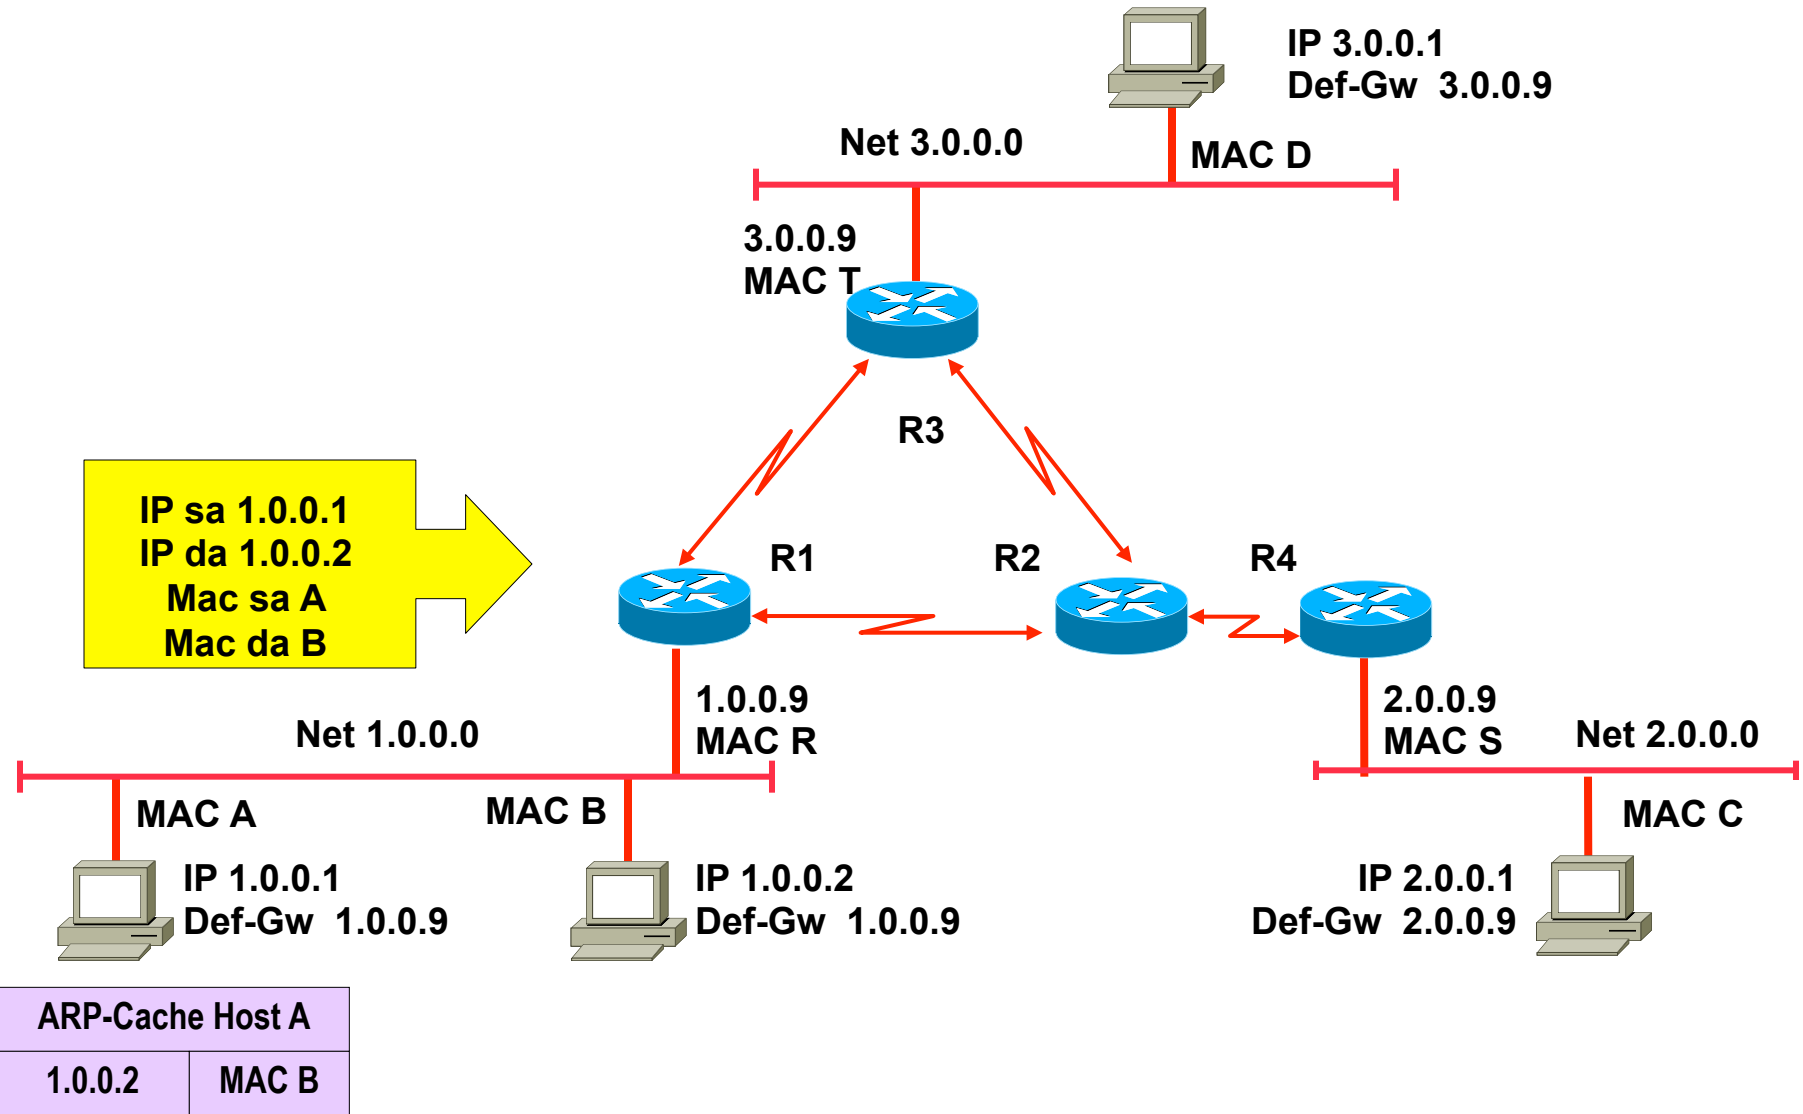 IP 3.0.0.1
Def-Gw 3.0.0.9
Net 3.0.0.0
MAC D
3.0.0.9
MAC T
R3
IP sa 1.0.0.1
IP da 1.0.0.2
Mac sa A
Mac da B
R1
R2
R4
1.0.0.9
MAC R
2.0.0.9
MAC S
Net 1.0.0.0
Net 2.0.0.0
MAC A
MAC B
MAC C
IP 1.0.0.1
Def-Gw 1.0.0.9
IP 1.0.0.2
Def-Gw 1.0.0.9
IP 2.0.0.1
Def-Gw 2.0.0.9
ARP-Cache Host A
1.0.0.2 MAC B